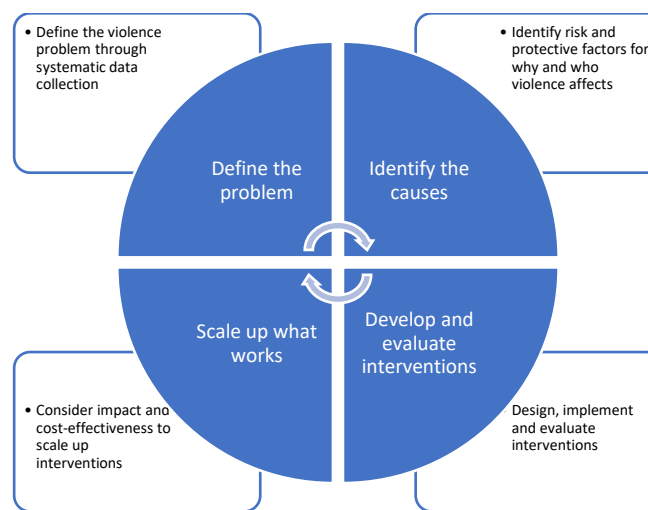 • Define the violence
problem through
systematic data
collection
• Identify risk and
protective factors for
why and who
violence affects
Define the
problem
Identify the
causes
Scale up what
works
Develop and
evaluate
interventions
• Consider impact and
cost-effectiveness to
scale up
interventions
Design, implement
and evaluate
interventions